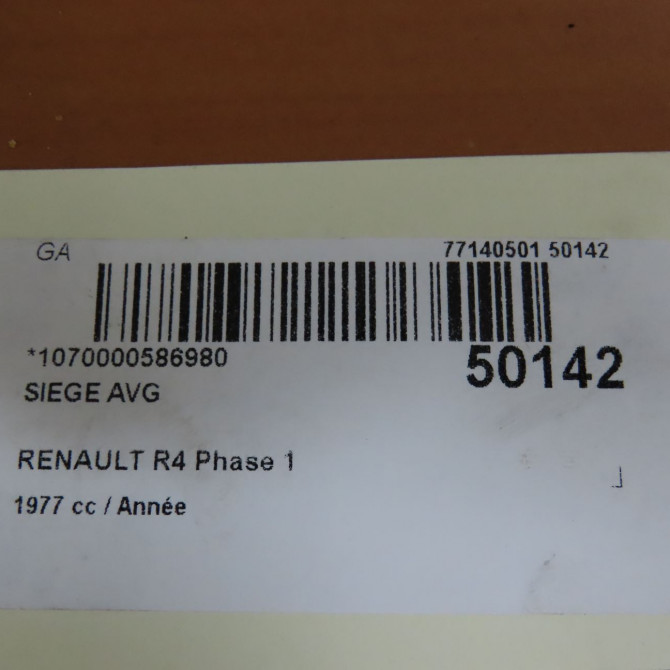 GA 77140501 50142
*1070000586980 50142
SIEGE AVG
RENAULT R4 Phase 1
1977 cc / Année